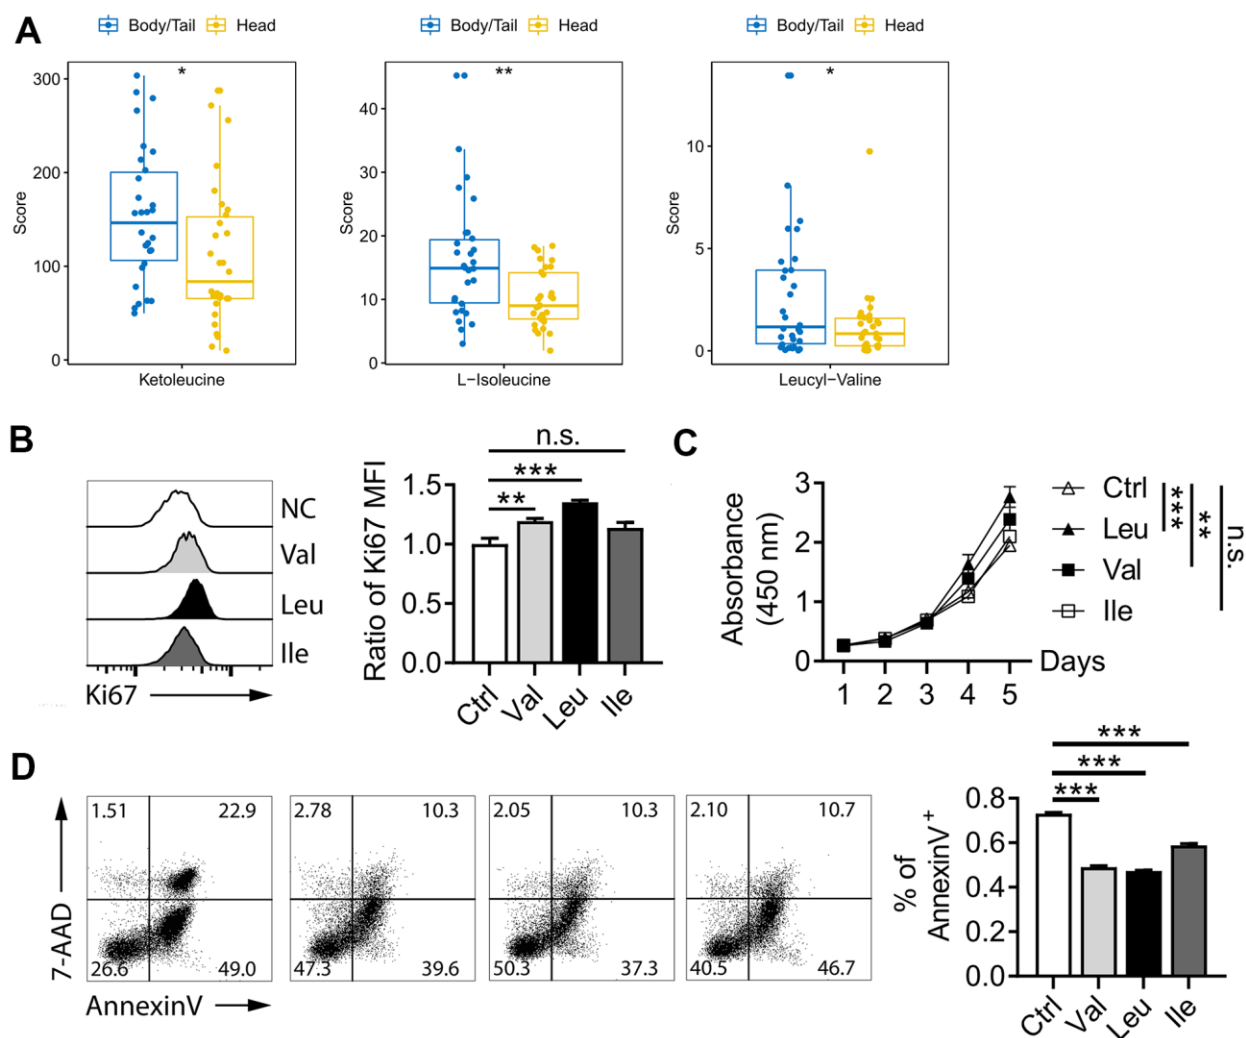 A
Body/Tail Head
Body/Tail Head
Body/Tail Head
*
**
*
300
200
100
0
Score
Ketoleucine
40
30
20
10
0
Score
L-Isoleucine
10
5
0
Score
Leucyl-Valine
B
NC
Val
Leu
Ile
Ki67
Ratio of Ki67 MFI
n.s.
***
**
1.5
1.0
0.5
0.0
Ctrl Val Leu Ile
C
Absorbance
(450 nm)
3
2
1
0
1 2 3 4 5
Days
Ctrl
Leu
Val
Ile
***
**
n.s.
D
7-AAD
AnnexinV
1.51 22.9
26.6 49.0
2.78 10.3
47.3 39.6
2.05 10.3
50.3 37.3
2.10 10.7
40.5 46.7
% of
AnnexinV+
***
***
***
0.8
0.6
0.4
0.2
0.0
Ctrl Val Leu Ile